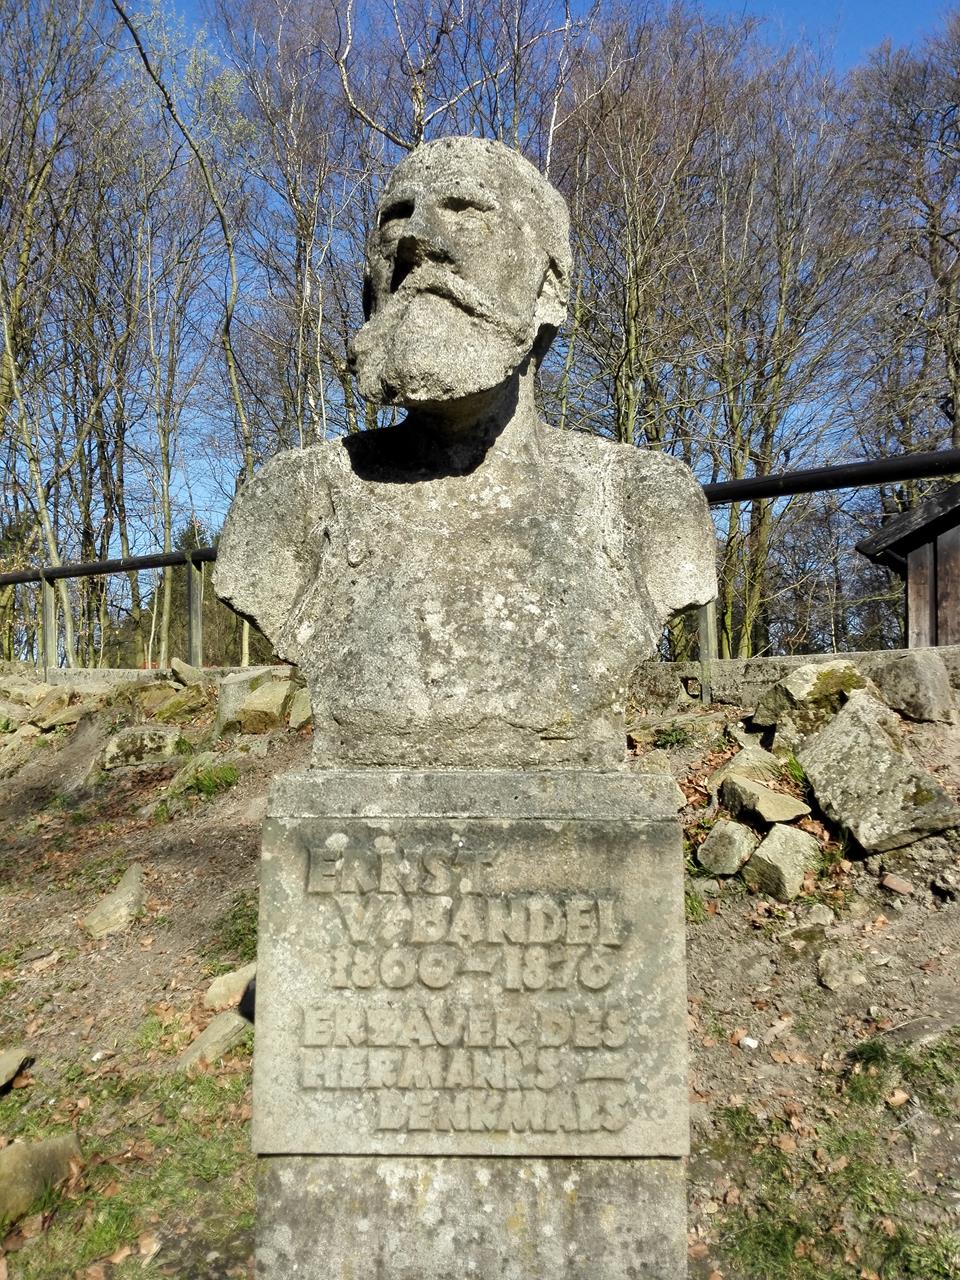 ERNST
V. BANDEL
1800–1876
ERBAUER DES
HERMANNS–
DENKMALS